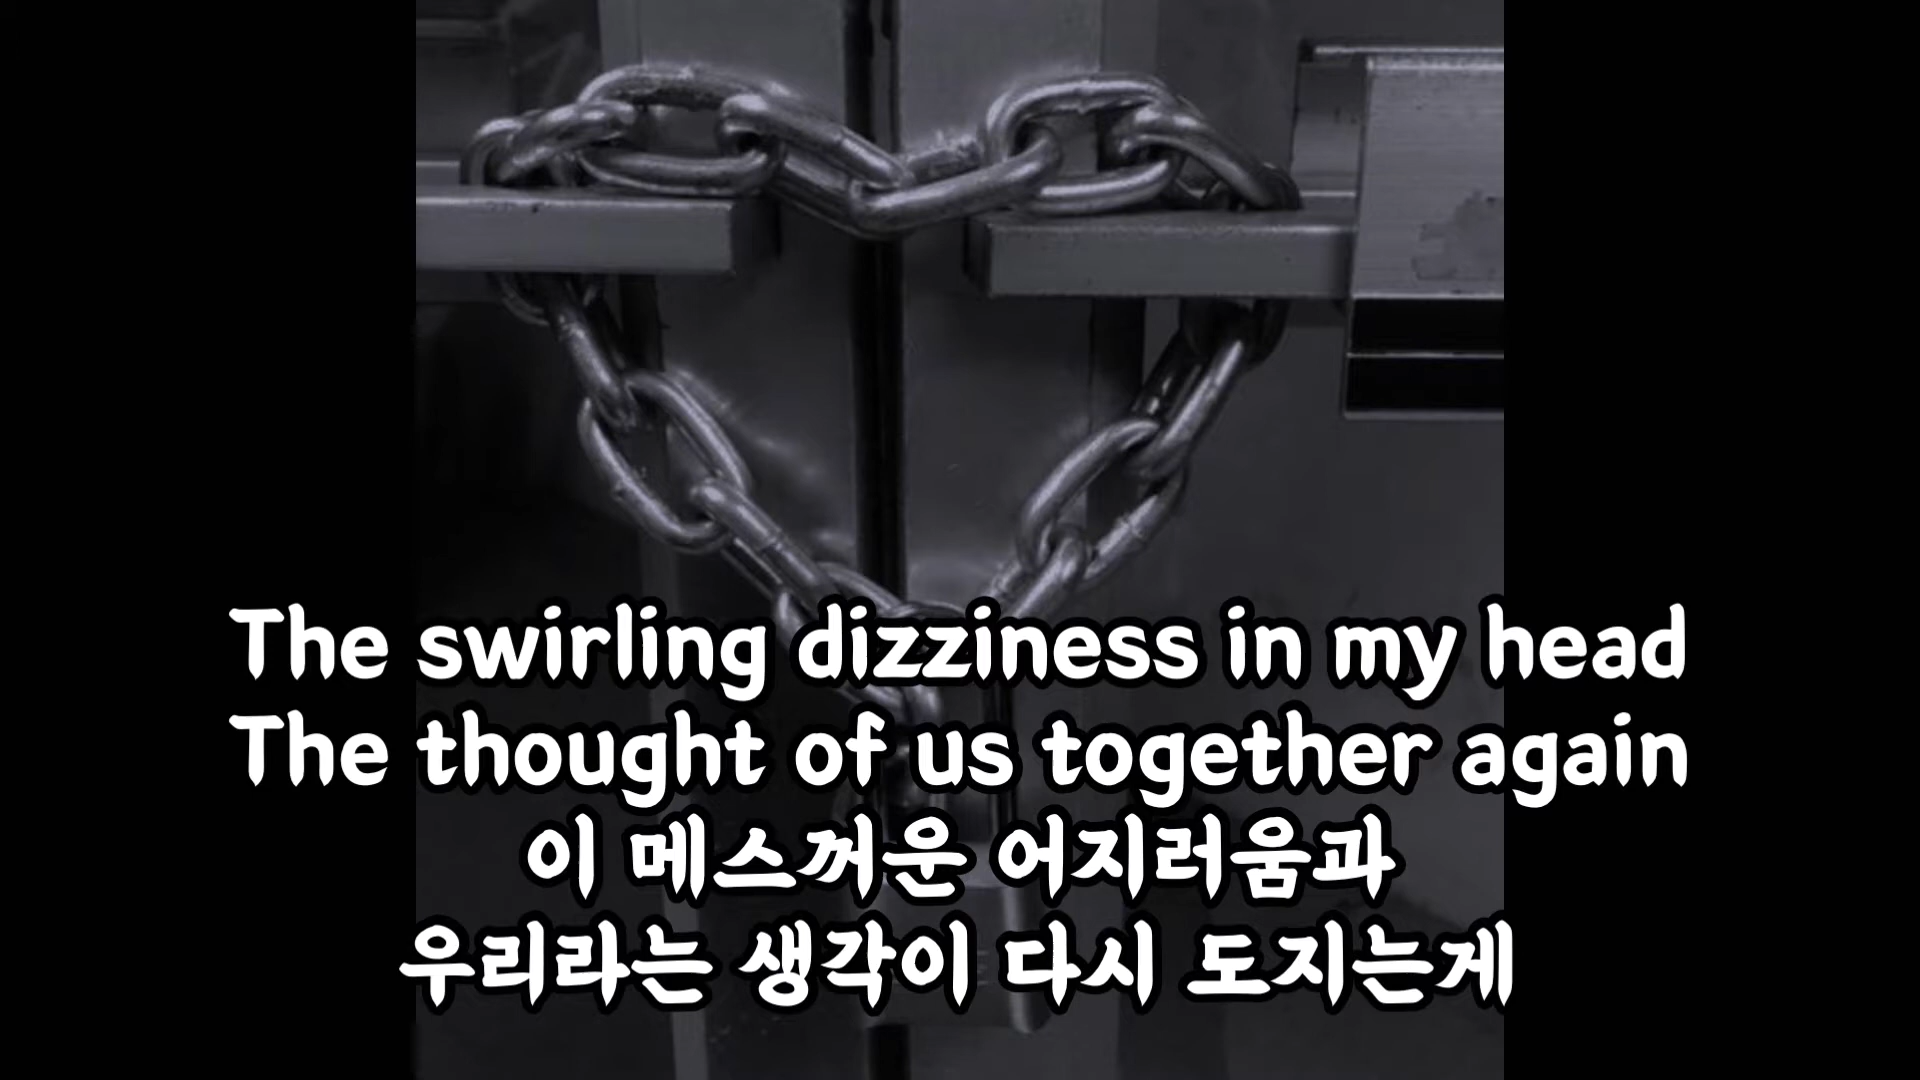 The swirling dizziness in my head
The thought of us together again
이 메스꺼운 어지러움과
우리라는 생각이 다시 도지는게